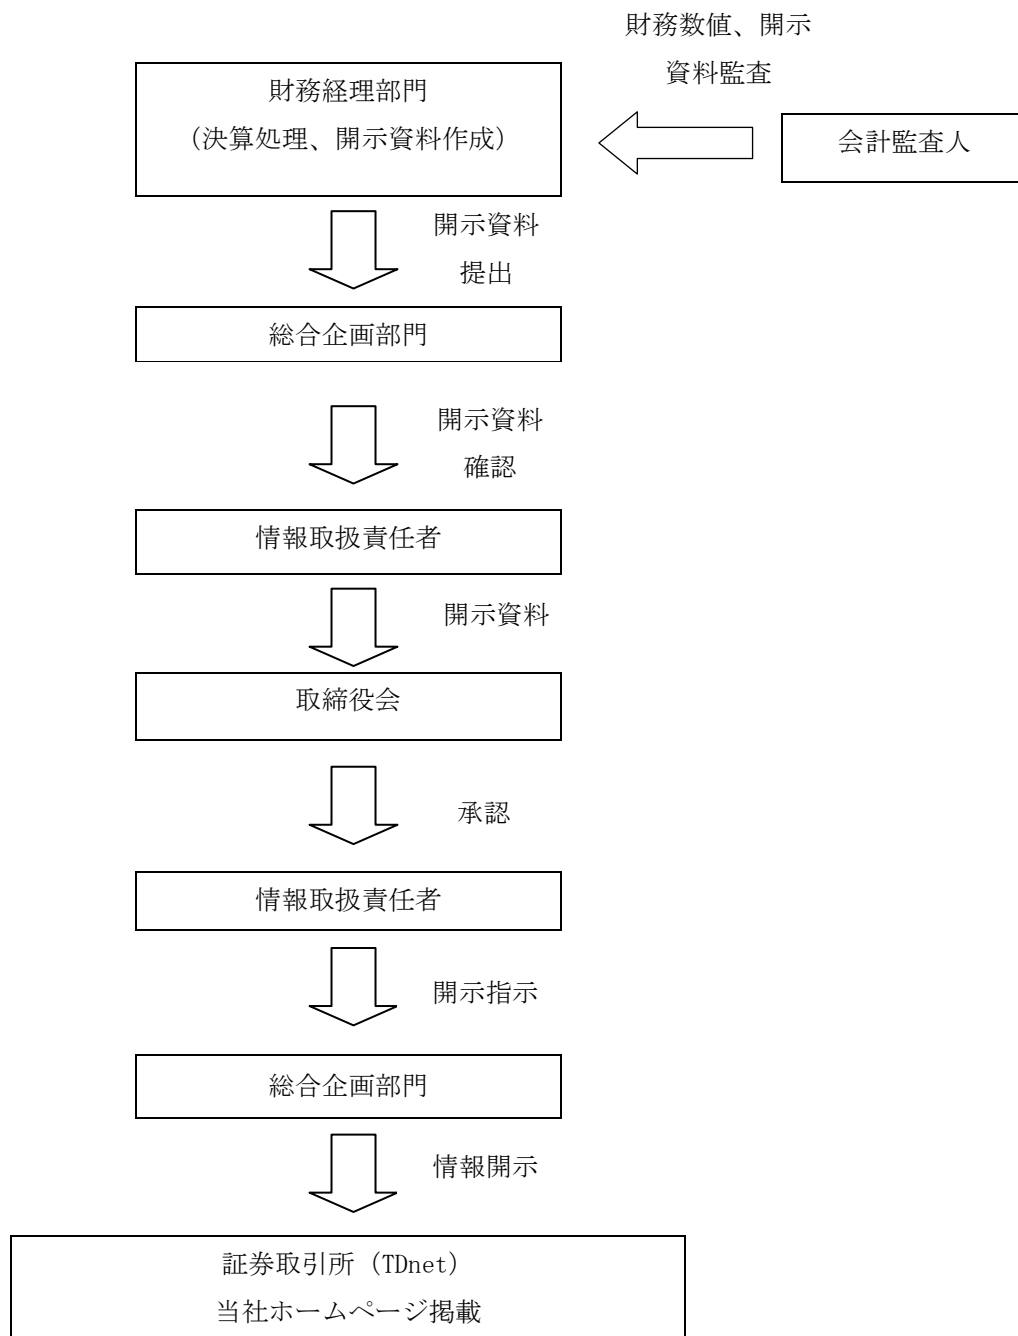 財務数値、開示
資料監査
財務経理部門
(決算処理、開示資料作成)
会計監査人
開示資料
提出
総合企画部門
開示資料
確認
情報取扱責任者
開示資料
取締役会
承認
情報取扱責任者
開示指示
総合企画部門
情報開示
証券取引所（TDnet）
当社ホームページ掲載